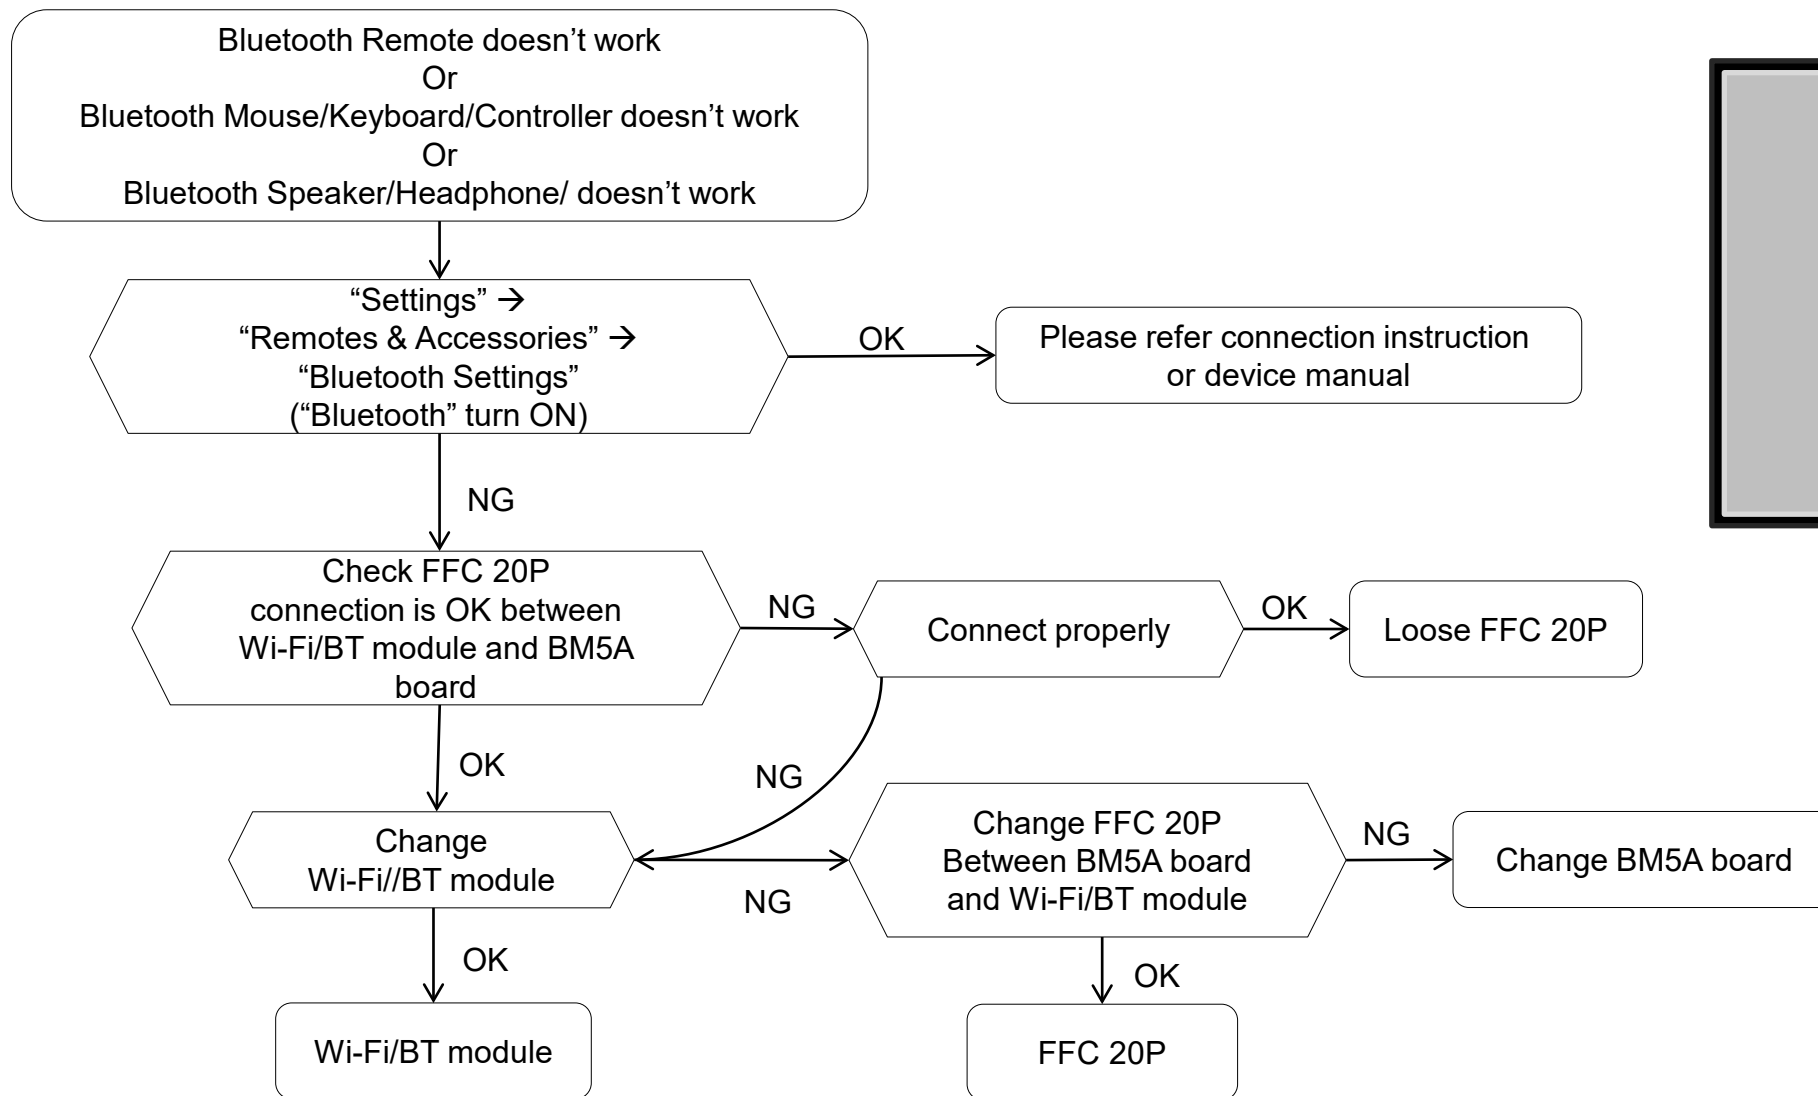 Bluetooth Remote doesn’t work
Or
Bluetooth Mouse/Keyboard/Controller doesn’t work
Or
Bluetooth Speaker/Headphone/ doesn’t work
“Settings” →
“Remotes & Accessories” →
“Bluetooth Settings”
(“Bluetooth” turn ON)
OK
Please refer connection instruction
or device manual
NG
Check FFC 20P
connection is OK between
Wi-Fi/BT module and BM5A
board
NG
Connect properly
OK
Loose FFC 20P
OK
NG
Change
Wi-Fi//BT module
NG
Change FFC 20P
Between BM5A board
and Wi-Fi/BT module
NG
Change BM5A board
OK
Wi-Fi/BT module
OK
FFC 20P